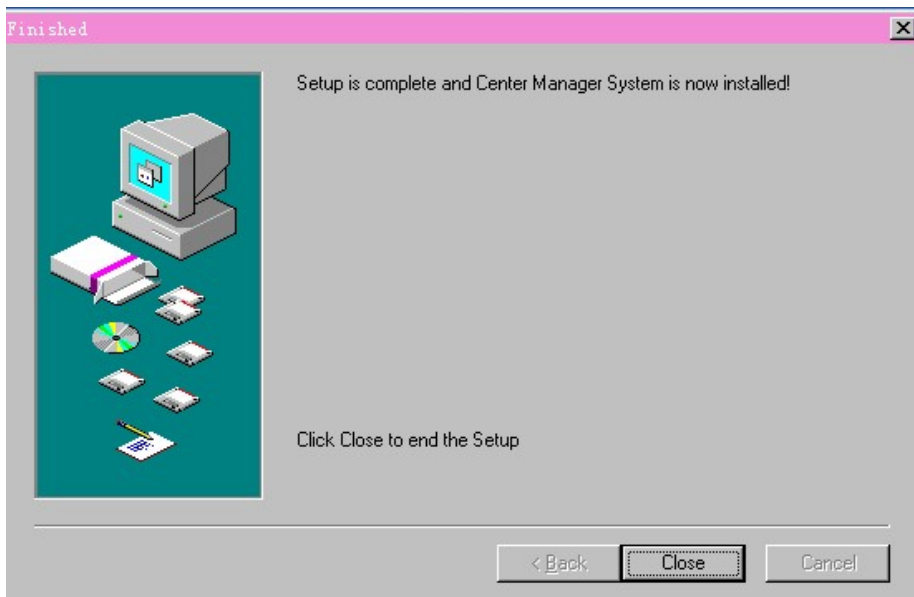 Finished
Setup is complete and Center Manager System is now installed!
Click Close to end the Setup
< Back
Close
Cancel